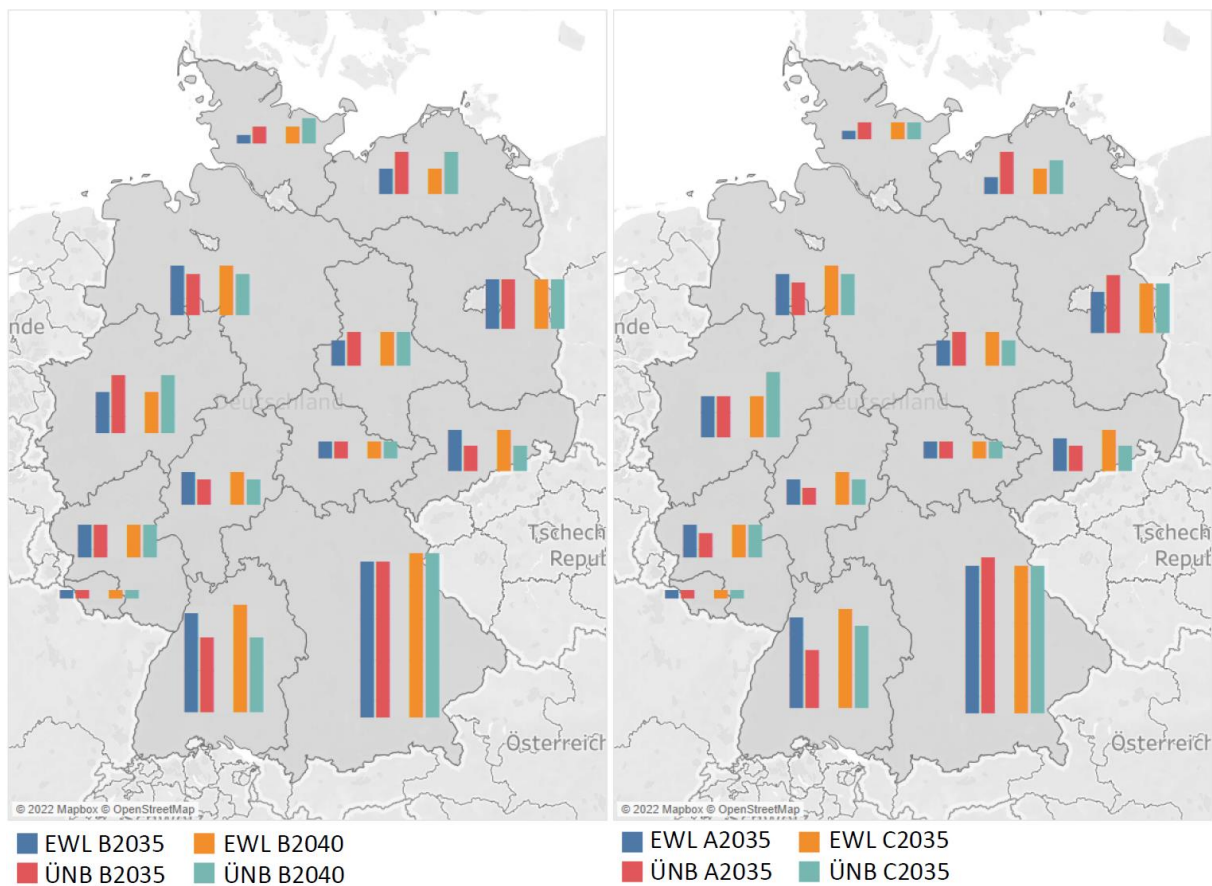 nde
Deutschland
Tschech
Repub
Österreich
© 2022 Mapbox © OpenStreetMap
EWL B2035
EWL B2040
ÜNB B2035
ÜNB B2040
nde
Deutschland
Tschech
Repub
Österreich
© 2022 Mapbox © OpenStreetMap
EWL A2035
EWL C2035
ÜNB A2035
ÜNB C2035